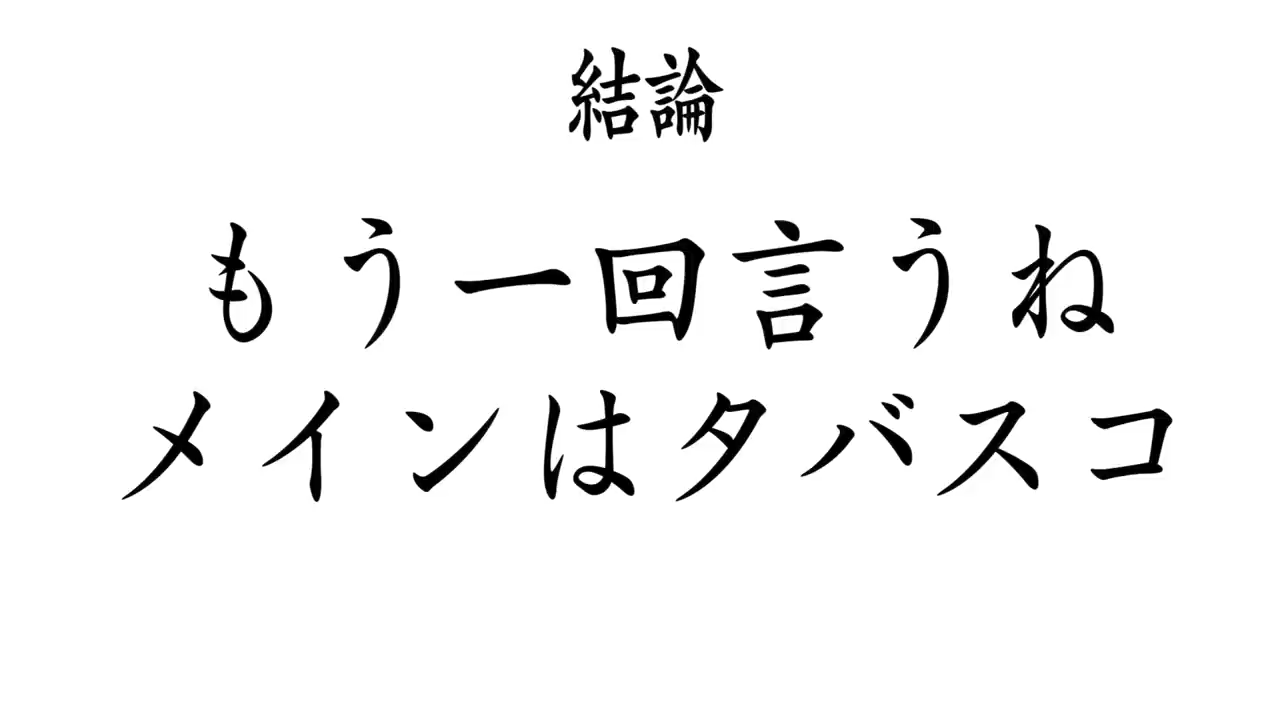 結論
もう一回言うね
メインはタバスコ